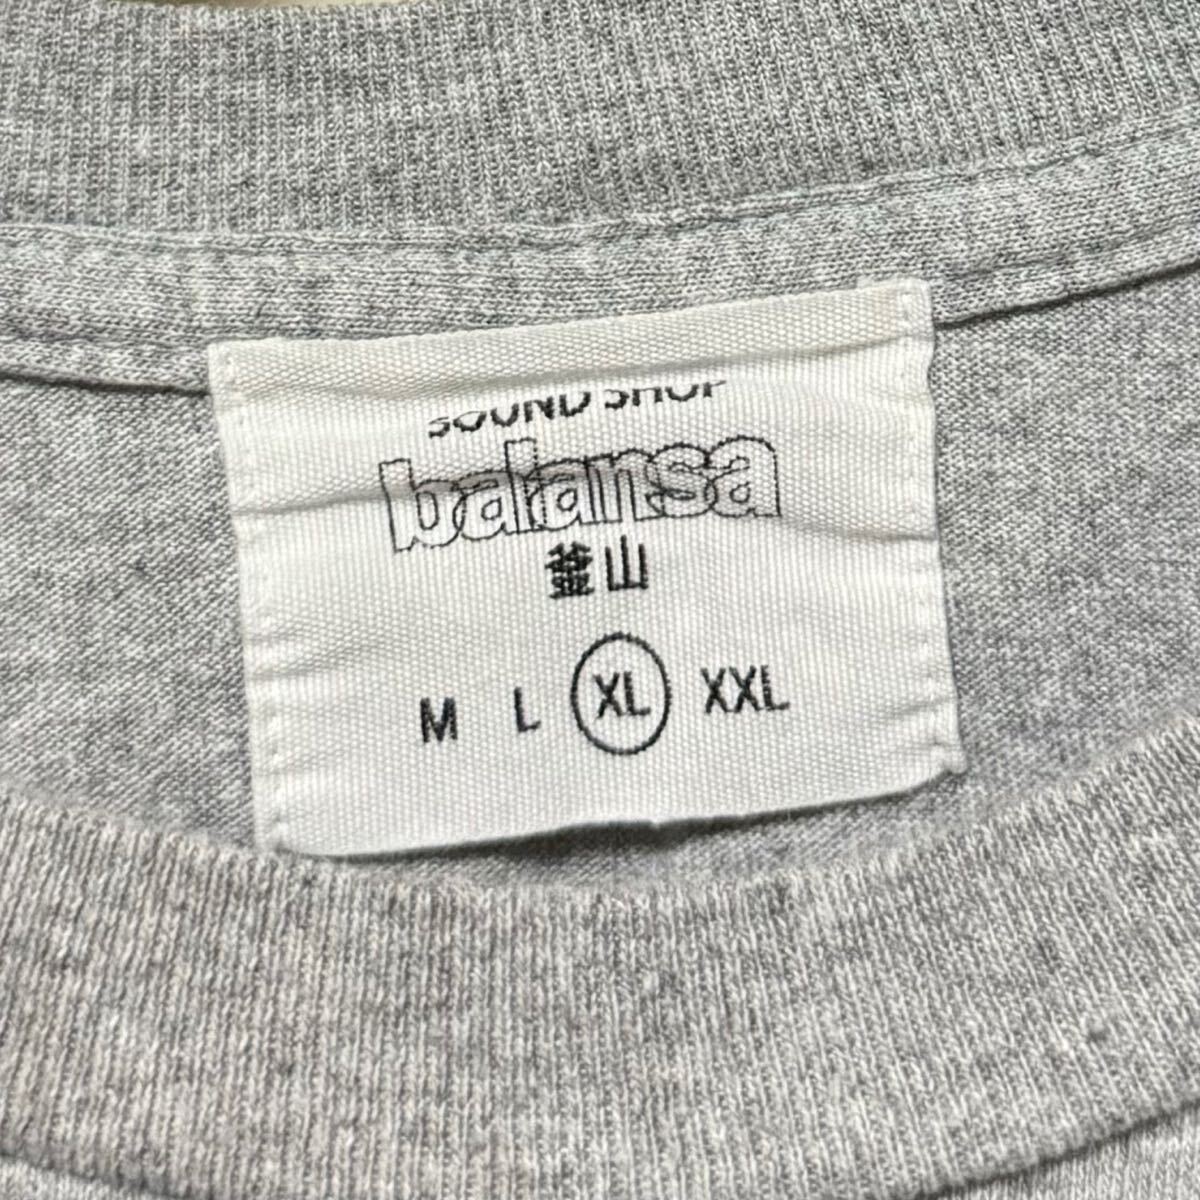 SOUND SHOP
balansa
釜山
M L XL XXL